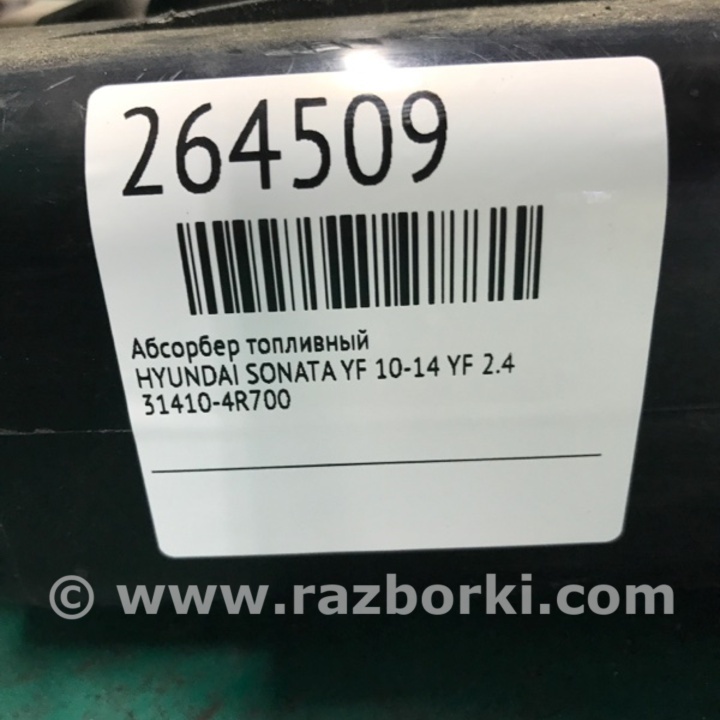 264509
Абсорбер топливный
HYUNDAI SONATA YF 10-14 YF 2.4
31410-4R700
© www.razborki.com